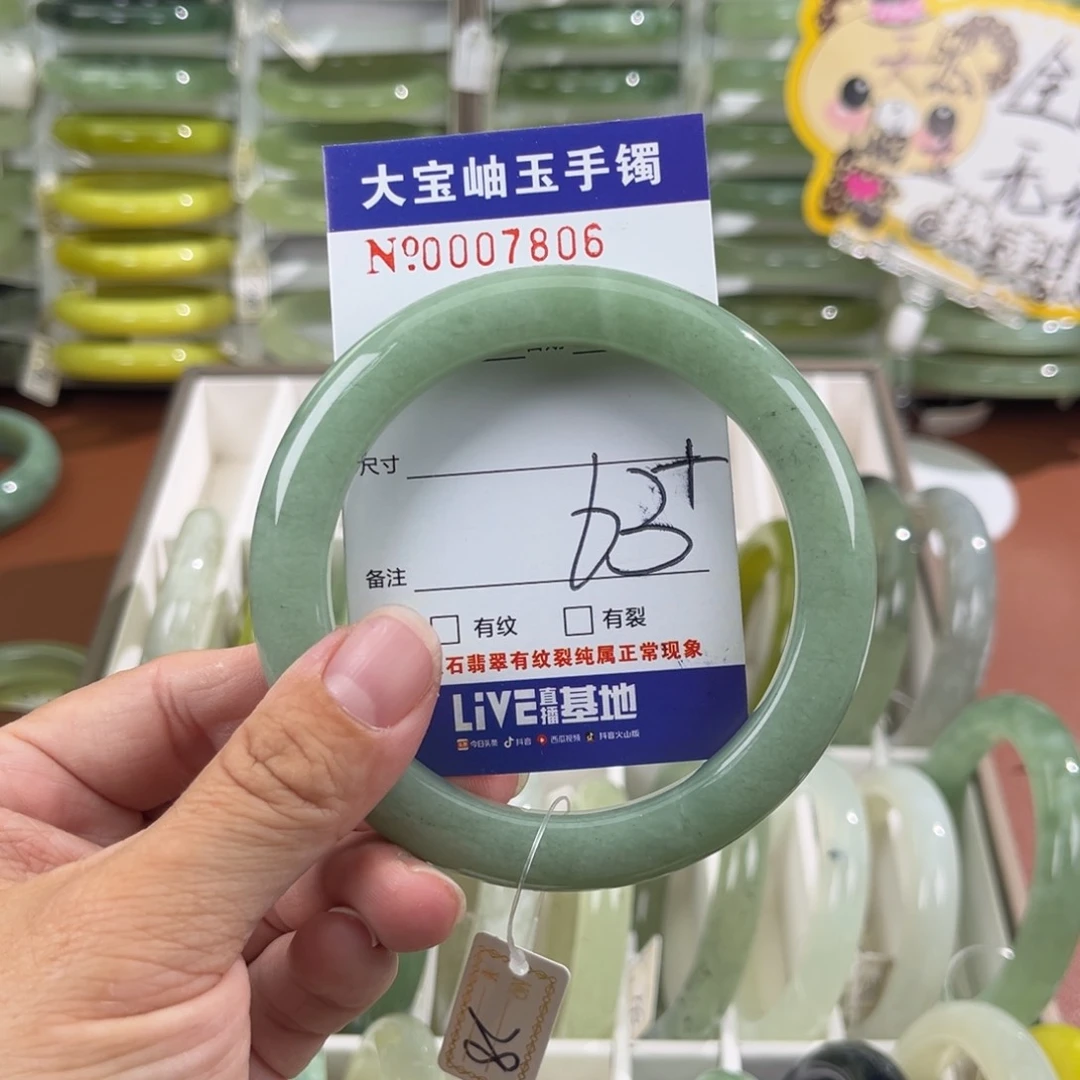 大宝岫玉手镯
Nº0007806
尺寸
63+
备注
有纹 有裂
石翡翠有纹裂纯属正常现象
LiVE直播基地
今日头条 抖音 西瓜视频 抖音火山版
全
无